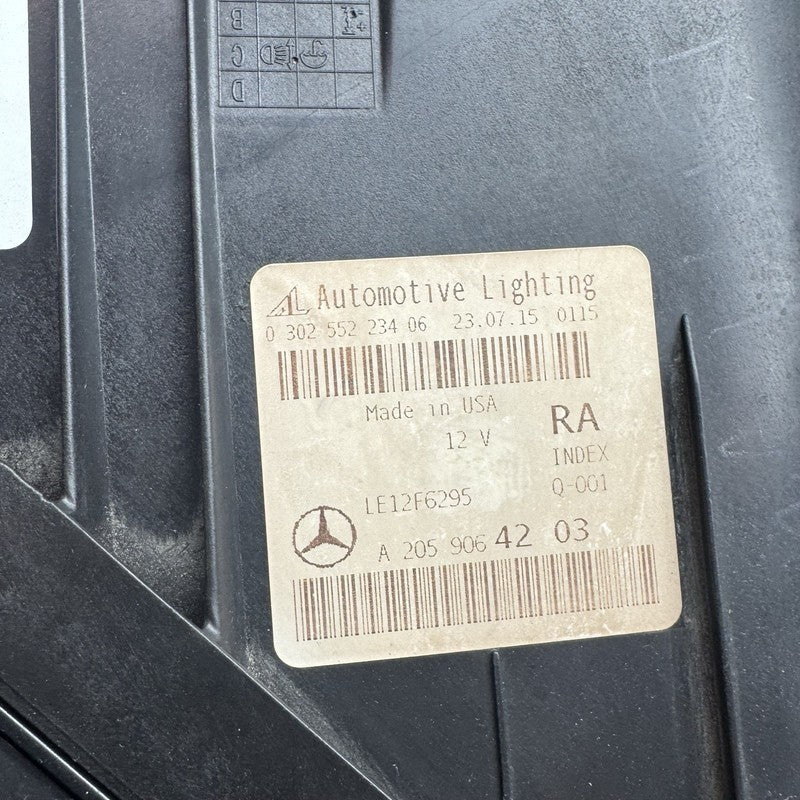 B
C
D
AL Automotive Lighting
0 302 552 234 06 23.07.15 0115
Made in USA
RA
12 V
INDEX
LE12F6295
Q-001
A 205 906 42 03